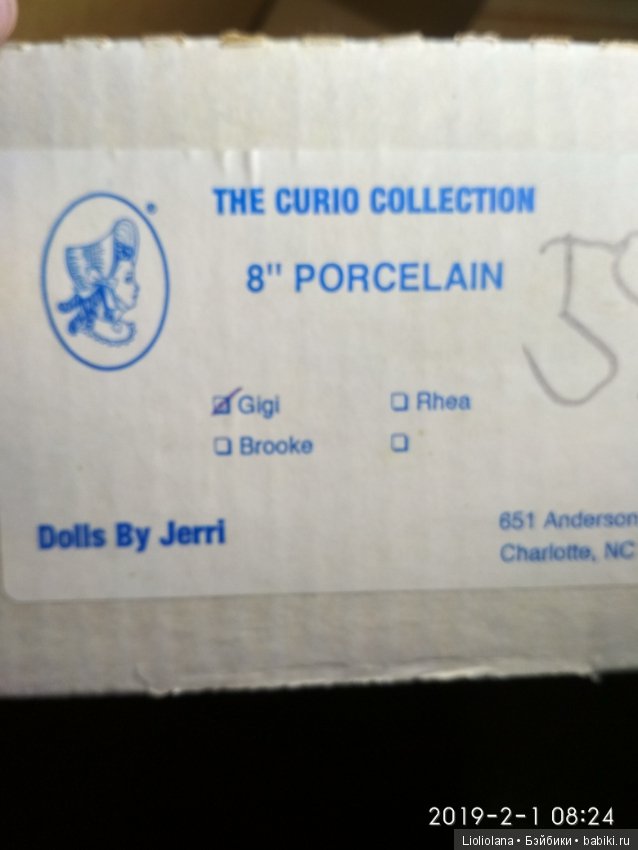 THE CURIO COLLECTION
8" PORCELAIN
Gigi
Rhea
Brooke
Dolls By Jerri
651 Anderson
Charlotte, NC
2019-2-1 08:24
Lioliolana • Бэйбики • babiki.ru